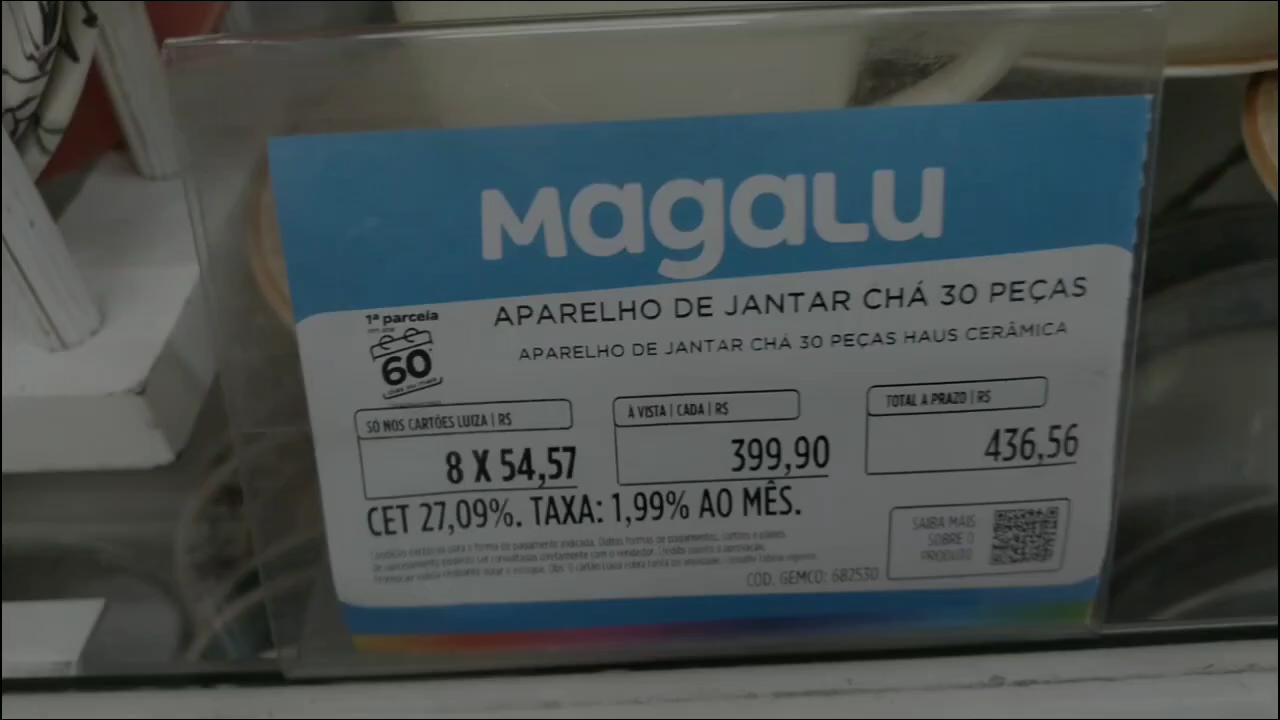 MAGALU
APARELHO DE JANTAR CHÁ 30 PEÇAS
APARELHO DE JANTAR CHÁ 30 PEÇAS HAUS CERÂMICA
1ª parcela
60
SÓ NOS CARTÕES LUIZA | R$
8 X 54,57
À VISTA | CADA | R$
399,90
TOTAL A PRAZO | R$
436,56
CET 27,09%. TAXA: 1,99% AO MÊS.
SAIBA MAIS
SOBRE O
PRODUTO
COD. GEMCO: 682530